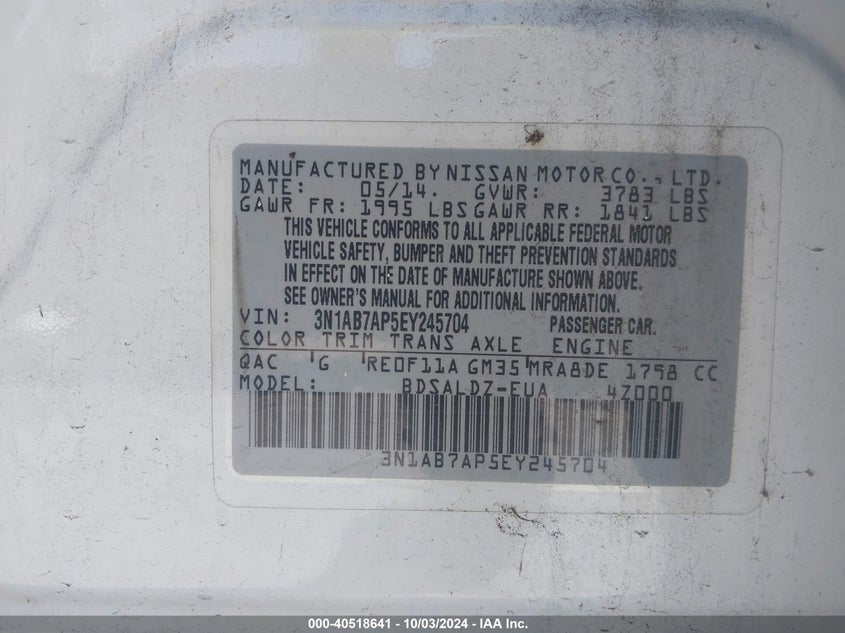 MANUFACTURED BY NISSAN MOTOR CO., LTD.
DATE: 05/14. GVWR: 3783 LBS
GAWR FR: 1995 LBS GAWR RR: 1841 LBS
THIS VEHICLE CONFORMS TO ALL APPLICABLE FEDERAL MOTOR
VEHICLE SAFETY, BUMPER AND THEFT PREVENTION STANDARDS
IN EFFECT ON THE DATE OF MANUFACTURE SHOWN ABOVE.
SEE OWNER'S MANUAL FOR ADDITIONAL INFORMATION.
VIN: 3N1AB7AP5EY245704 PASSENGER CAR.
COLOR TRIM TRANS AXLE ENGINE
QAC G RE0F11A GM35 MRA8DE 1798 CC
MODEL: BDSALDZ-EUA 4Z000
3N1AB7AP5EY245704
000-40518641 - 10/03/2024 - IAA Inc.